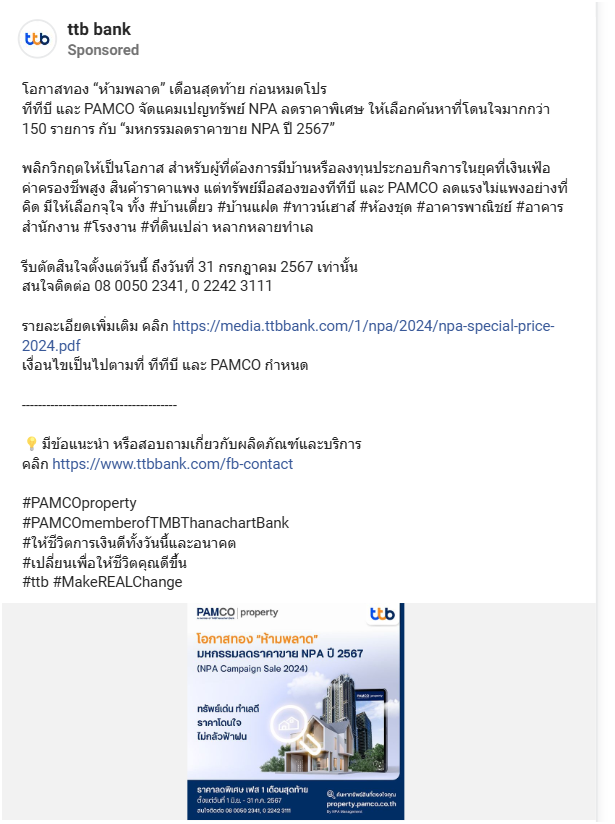 ttb
ttb bank
Sponsored
โอกาสทอง “ห้ามพลาด” เดือนสุดท้าย ก่อนหมดโปร
ทีทีบี และ PAMCO จัดแคมเปญทรัพย์ NPA ลดราคาพิเศษ ให้เลือกค้นหาที่โดนใจมากกว่า
150 รายการ กับ “มหกรรมลดราคาขาย NPA ปี 2567”
พลิกวิกฤตให้เป็นโอกาส สำหรับผู้ที่ต้องการมีบ้านหรือลงทุนประกอบกิจการในยุคที่เงินเฟ้อ
ค่าครองชีพสูง สินค้าราคาแพง แต่ทรัพย์มือสองของทีทีบี และ PAMCO ลดแรงไม่แพงอย่างที่
คิด มีให้เลือกจุใจ ทั้ง #บ้านเดี่ยว #บ้านแฝด #ทาวน์เฮาส์ #ห้องชุด #อาคารพาณิชย์ #อาคาร
สำนักงาน #โรงงาน #ที่ดินเปล่า หลากหลายทำเล
รีบตัดสินใจตั้งแต่วันนี้ ถึงวันที่ 31 กรกฎาคม 2567 เท่านั้น
สนใจติดต่อ 08 0050 2341, 0 2242 3111
รายละเอียดเพิ่มเติม คลิก https://media.ttbbank.com/1/npa/2024/npa-special-price-
2024.pdf
เงื่อนไขเป็นไปตามที่ ทีทีบี และ PAMCO กำหนด
--------------------------------------
💡 มีข้อแนะนำ หรือสอบถามเกี่ยวกับผลิตภัณฑ์และบริการ
คลิก https://www.ttbbank.com/fb-contact
#PAMCOproperty
#PAMCOmemberofTMBThanachartBank
#ให้ชีวิตการเงินดีทั้งวันนี้และอนาคต
#เปลี่ยนเพื่อให้ชีวิตคุณดีขึ้น
#ttb #MakeREALChange
PAMCO property
ttb
โอกาสทอง “ห้ามพลาด”
มหกรรมลดราคาขาย NPA ปี 2567
(NPA Campaign Sale 2024)
ทรัพย์เด่น ทำเลดี
ราคาโดนใจ
ไม่กลัวฟ้าฝน
PAMCO property
ราคาลดพิเศษ เฟส 1 เดือนสุดท้าย
ตั้งแต่วันที่ 1 มิ.ย. - 31 ก.ค. 2567
สนใจติดต่อ 08 0050 2341, 0 2242 3111
ค้นหาทรัพย์สินที่ตรงใจคุณ
property.pamco.co.th